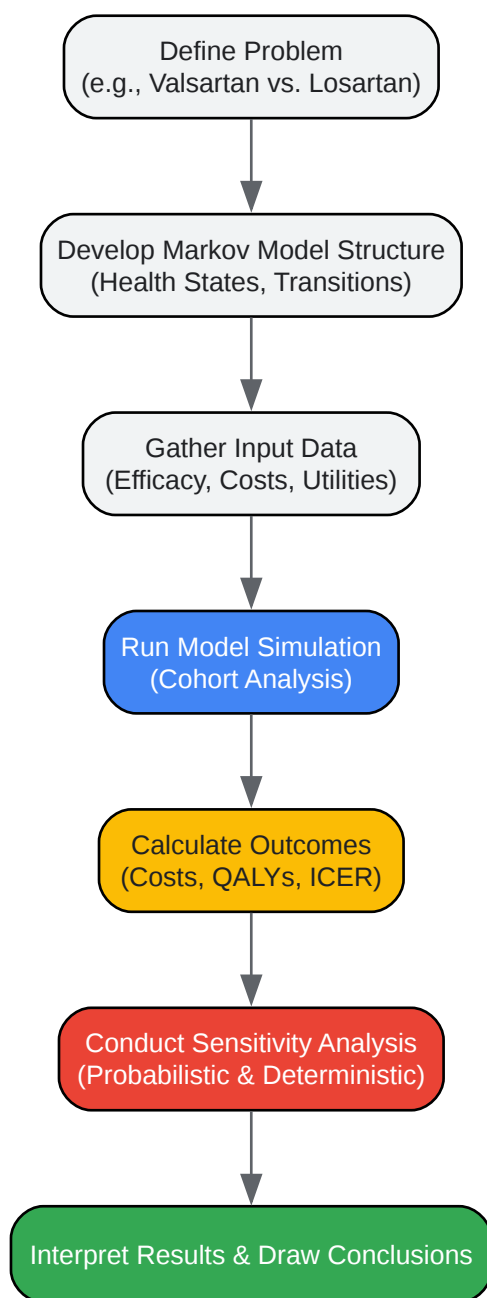 Define Problem
(e.g., Valsartan vs. Losartan)
Develop Markov Model Structure
(Health States, Transitions)
Gather Input Data
(Efficacy, Costs, Utilities)
Run Model Simulation
(Cohort Analysis)
Calculate Outcomes
(Costs, QALYs, ICER)
Conduct Sensitivity Analysis
(Probabilistic & Deterministic)
Interpret Results & Draw Conclusions